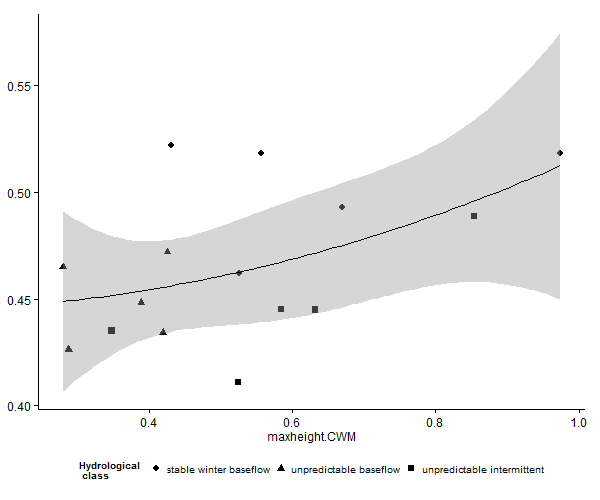 0.55
0.50
0.45
0.40
0.4 0.6 0.8 1.0
maxheight.CWM
Hydrological
class
stable winter baseflow unpredictable baseflow unpredictable intermittent